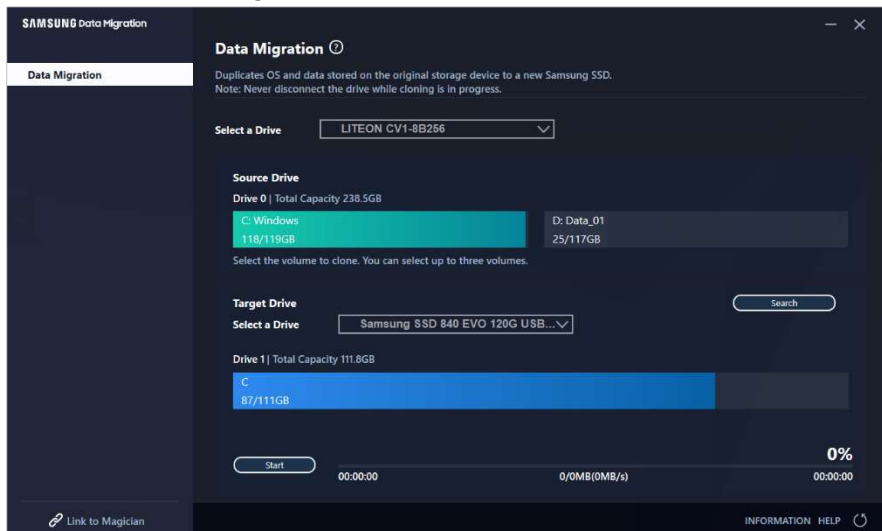 SAMSUNG Data Migration
Data Migration
Data Migration ?
Duplicates OS and data stored on the original storage device to a new Samsung SSD.
Note: Never disconnect the drive while cloning is in progress.
Select a Drive LITEON CV1-8B256
Source Drive
Drive 0 | Total Capacity 238.5GB
C: Windows
118/119GB
D: Data_01
25/117GB
Select the volume to clone. You can select up to three volumes.
Target Drive
Search
Select a Drive Samsung SSD 840 EVO 120G USB...
Drive 1 | Total Capacity 111.8GB
C
87/111GB
0%
Start
00:00:00 0/0MB(0MB/s) 00:00:00
Link to Magician
INFORMATION HELP